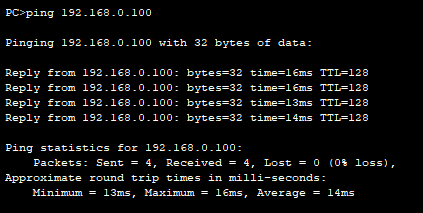 PC>ping 192.168.0.100
Pinging 192.168.0.100 with 32 bytes of data:
Reply from 192.168.0.100: bytes=32 time=16ms TTL=128
Reply from 192.168.0.100: bytes=32 time=16ms TTL=128
Reply from 192.168.0.100: bytes=32 time=13ms TTL=128
Reply from 192.168.0.100: bytes=32 time=14ms TTL=128
Ping statistics for 192.168.0.100:
Packets: Sent = 4, Received = 4, Lost = 0 (0% loss),
Approximate round trip times in milli-seconds:
Minimum = 13ms, Maximum = 16ms, Average = 14ms